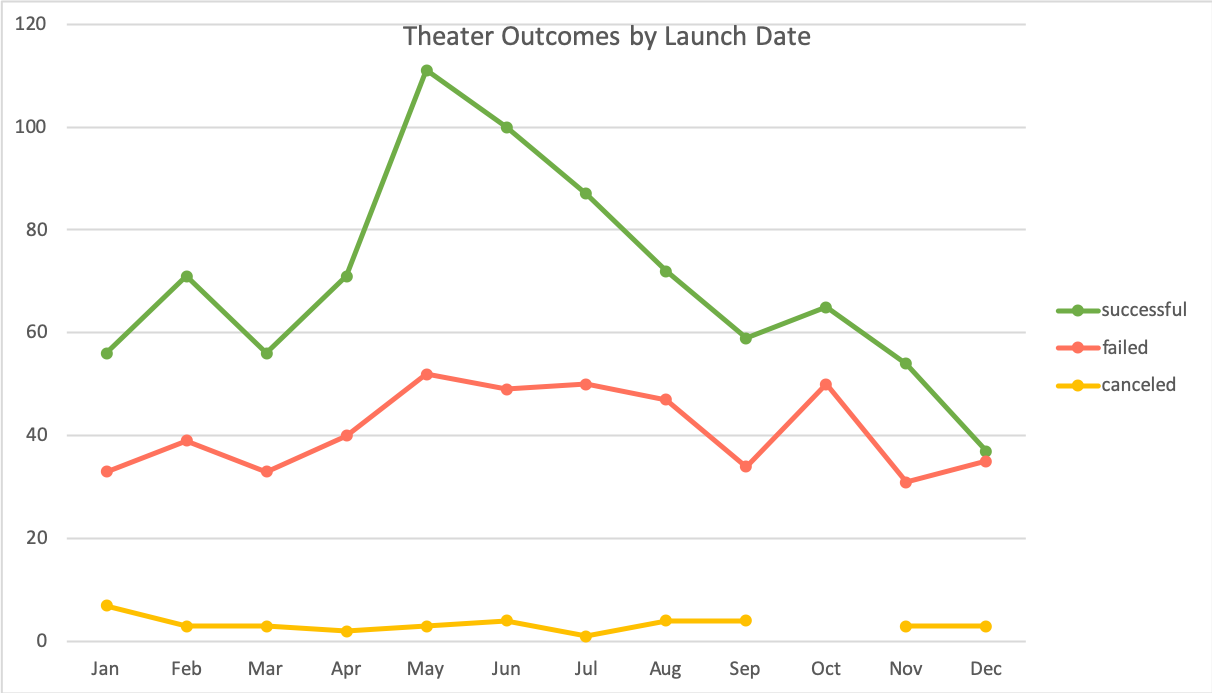 Theater Outcomes by Launch Date
120
100
80
60
40
20
0
Jan Feb Mar Apr May Jun Jul Aug Sep Oct Nov Dec
successful
failed
canceled